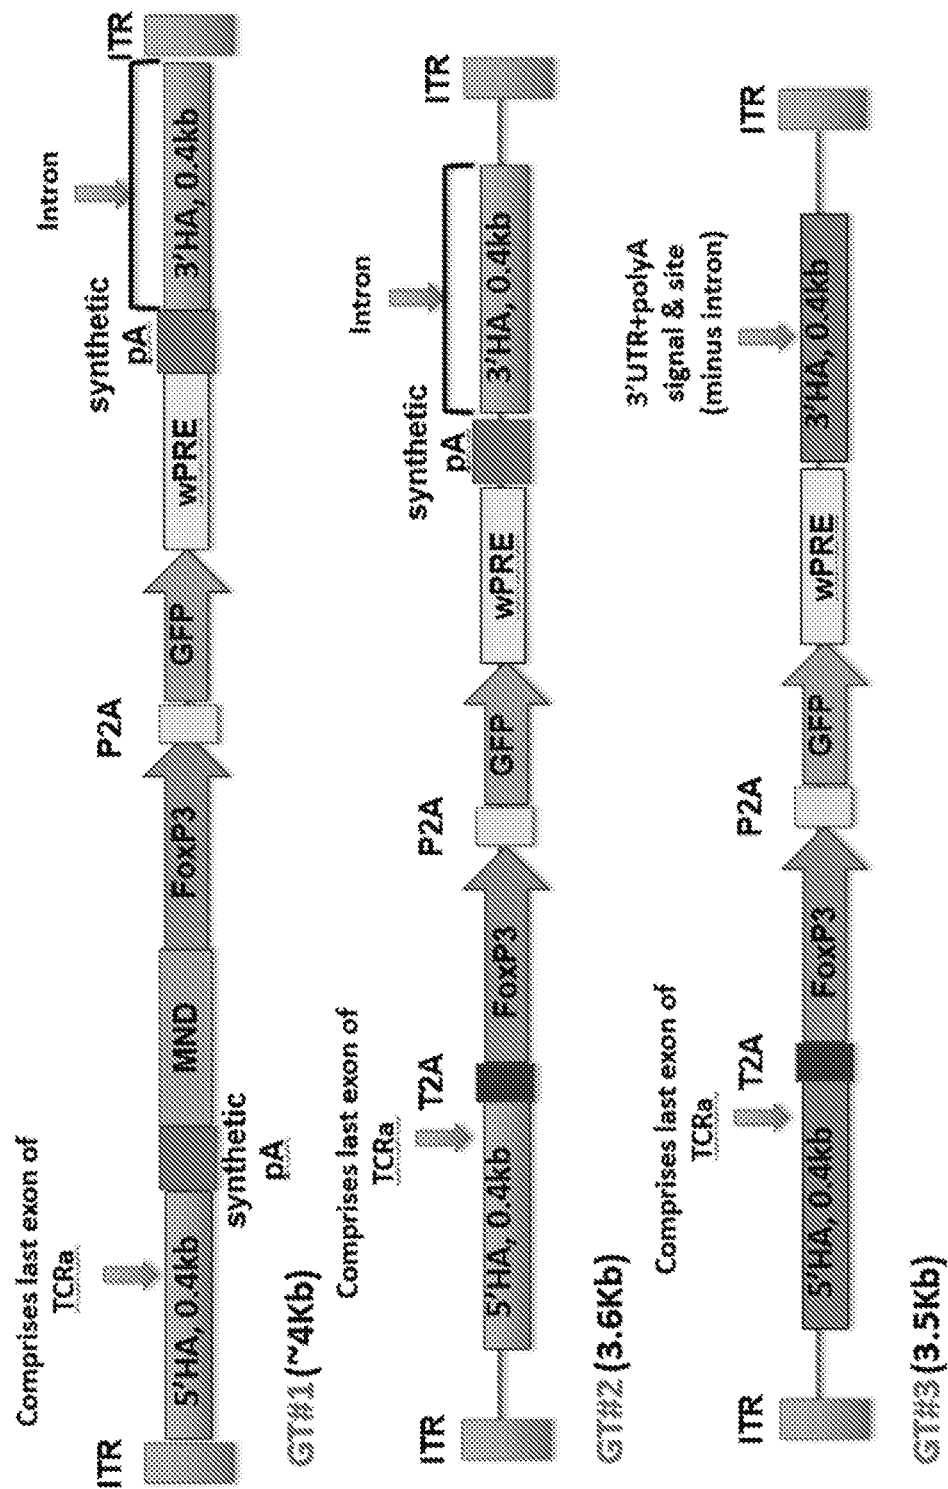 Comprises last exon of
TCRa
Intron
synthetic
pA
P2A
ITR
5'HA, 0.4kb
MND
FoxP3
GFP
wPRE
3'HA, 0.4kb
ITR
synthetic
pA
GT#1 (~4Kb)
Comprises last exon of
TCRa
Intron
synthetic
pA
T2A
P2A
ITR
5'HA, 0.4kb
FoxP3
GFP
wPRE
3'HA, 0.4kb
ITR
GT#2 (3.6Kb)
Comprises last exon of
TCRa
3'UTR+polyA
signal & site
(minus intron)
T2A
P2A
ITR
5'HA, 0.4kb
FoxP3
GFP
wPRE
3'HA, 0.4kb
ITR
GT#3 (3.5Kb)